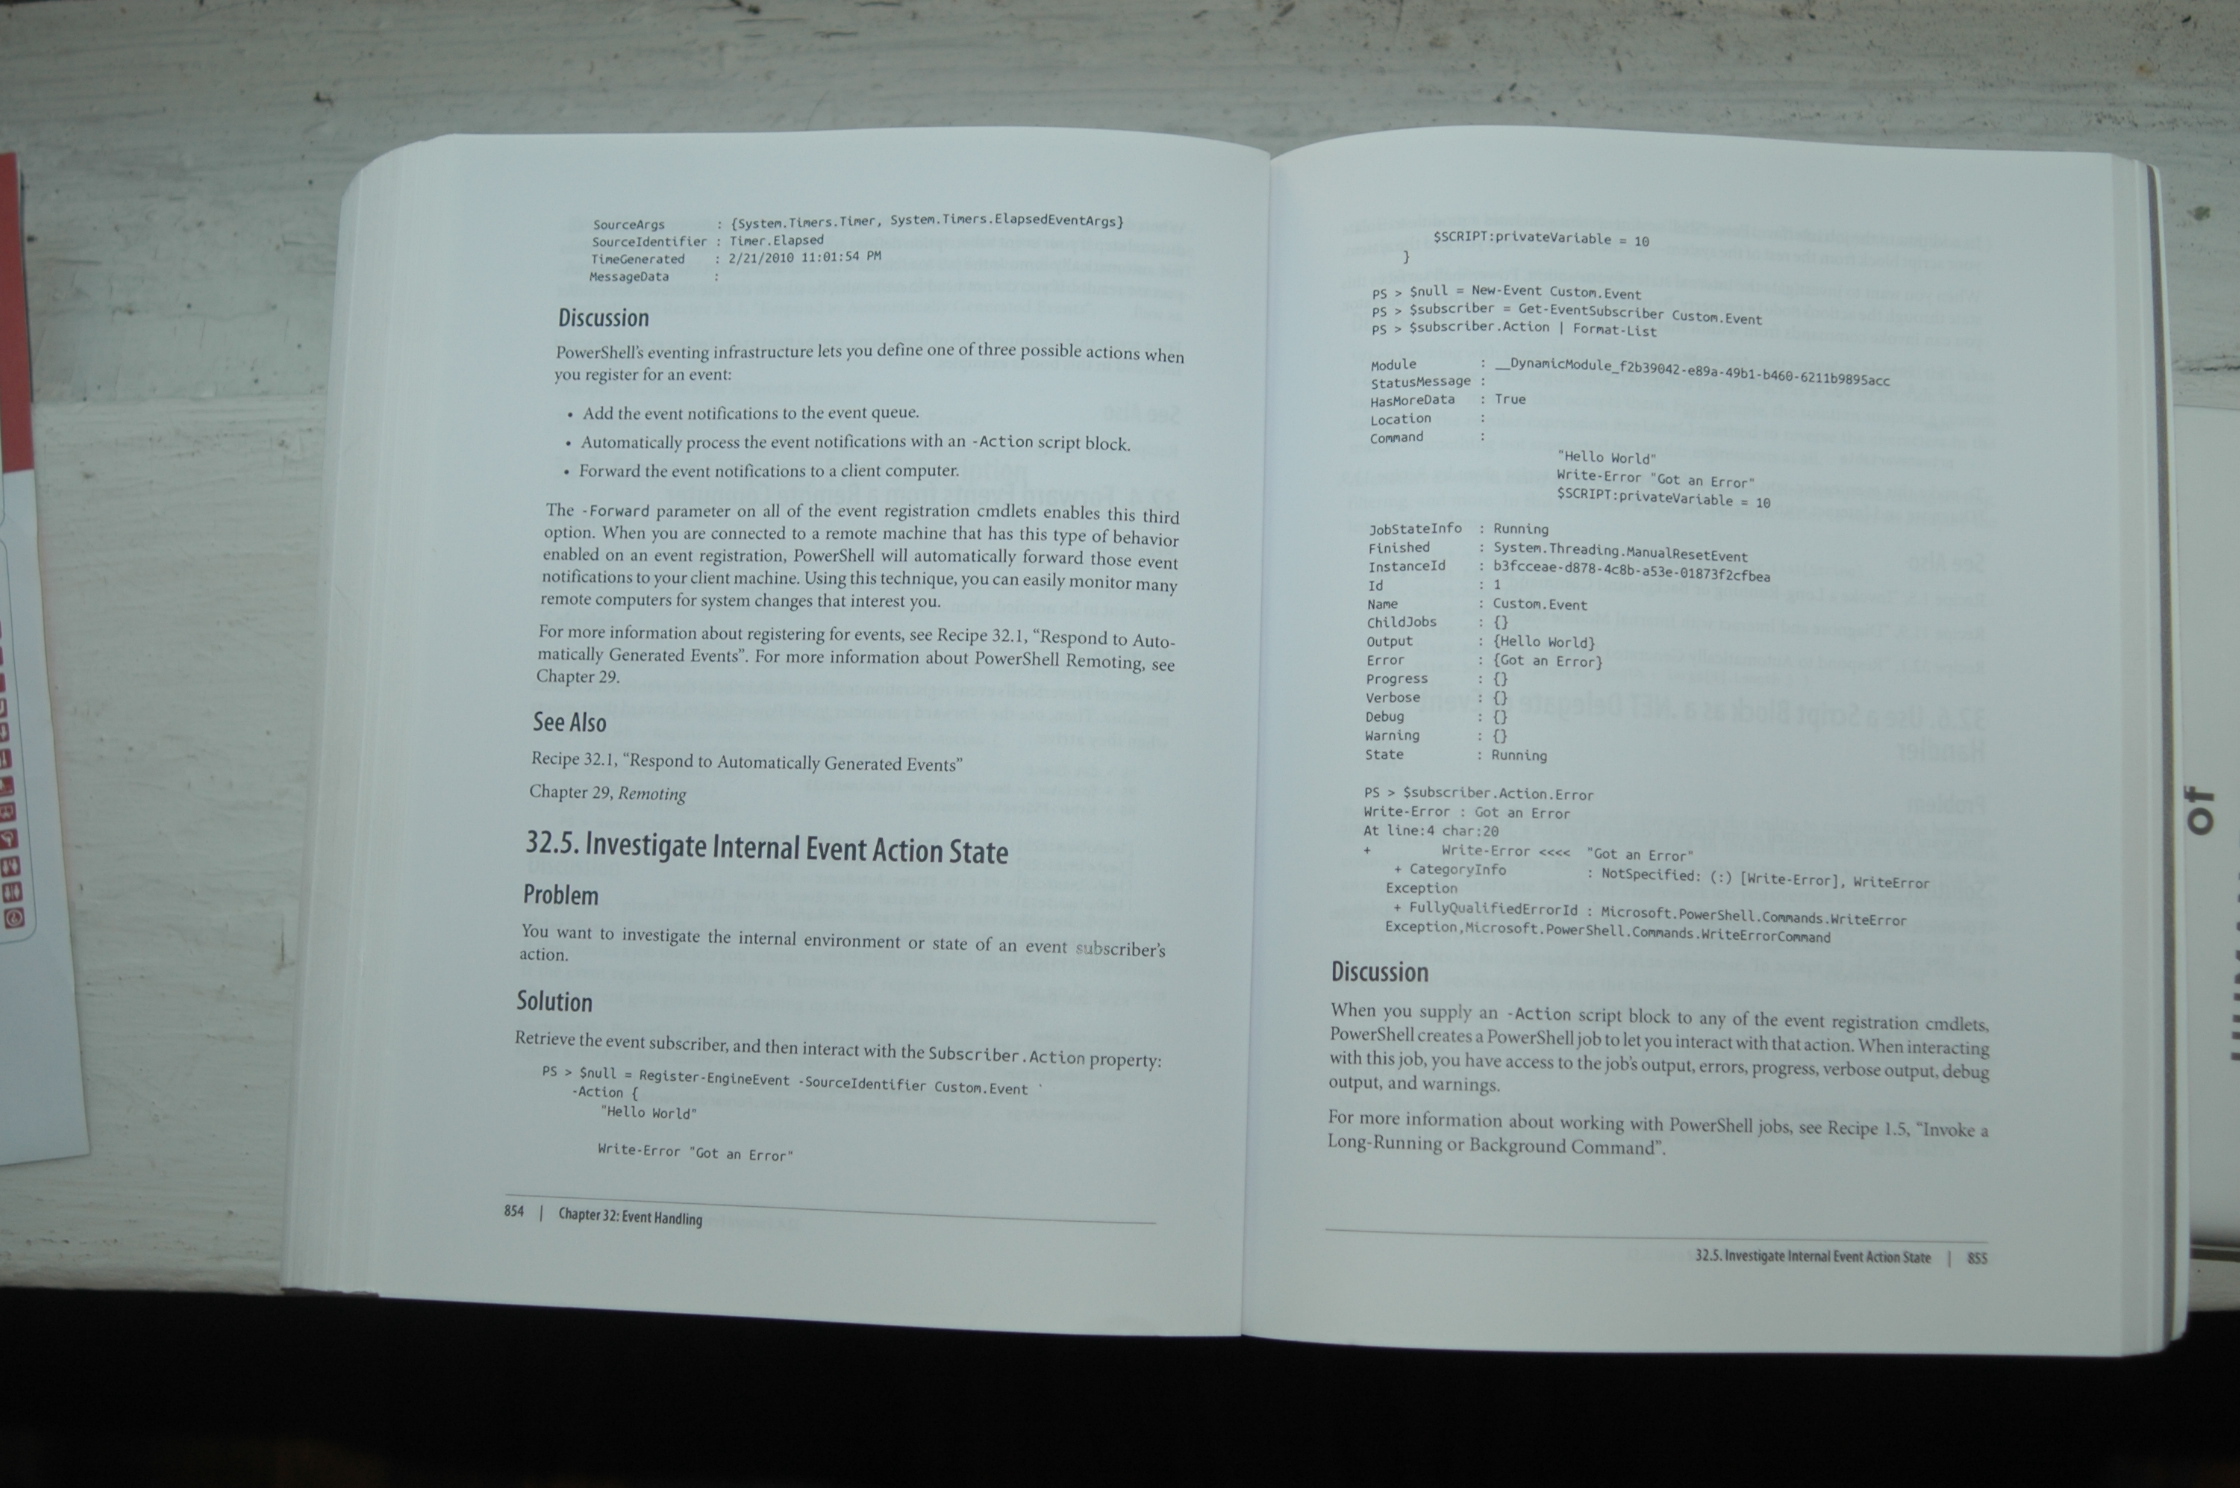 SourceArgs : {System.Timers.Timer, System.Timers.ElapsedEventArgs}
SourceIdentifier : Timer.Elapsed
TimeGenerated : 2/21/2010 11:01:54 PM
MessageData :
Discussion
PowerShell's eventing infrastructure lets you define one of three possible actions when
you register for an event:
• Add the event notifications to the event queue.
• Automatically process the event notifications with an -Action script block.
• Forward the event notifications to a client computer.
The -Forward parameter on all of the event registration cmdlets enables this third
option. When you are connected to a remote machine that has this type of behavior
enabled on an event registration, PowerShell will automatically forward those event
notifications to your client machine. Using this technique, you can easily monitor many
remote computers for system changes that interest you.
For more information about registering for events, see Recipe 32.1, “Respond to Auto-
matically Generated Events”. For more information about PowerShell Remoting, see
Chapter 29.
See Also
Recipe 32.1, “Respond to Automatically Generated Events”
Chapter 29, Remoting
32.5. Investigate Internal Event Action State
Problem
You want to investigate the internal environment or state of an event subscriber's
action.
Solution
Retrieve the event subscriber, and then interact with the Subscriber.Action property:
PS > $null = Register-EngineEvent -SourceIdentifier Custom.Event `
-Action {
"Hello World"
Write-Error "Got an Error"
854 | Chapter 32: Event Handling
$SCRIPT:privateVariable = 10
}
PS > $null = New-Event Custom.Event
PS > $subscriber = Get-EventSubscriber Custom.Event
PS > $subscriber.Action | Format-List
Module : __DynamicModule_f2b39042-e89a-49b1-b460-6211b9895acc
StatusMessage :
HasMoreData : True
Location :
Command :
"Hello World"
Write-Error "Got an Error"
$SCRIPT:privateVariable = 10
JobStateInfo : Running
Finished : System.Threading.ManualResetEvent
InstanceId : b3fcceae-d878-4c8b-a53e-01873f2cfbea
Id : 1
Name : Custom.Event
ChildJobs : {}
Output : {Hello World}
Error : {Got an Error}
Progress : {}
Verbose : {}
Debug : {}
Warning : {}
State : Running
PS > $subscriber.Action.Error
Write-Error : Got an Error
At line:4 char:20
+ Write-Error <<<< "Got an Error"
+ CategoryInfo : NotSpecified: (:) [Write-Error], WriteError
Exception
+ FullyQualifiedErrorId : Microsoft.PowerShell.Commands.WriteError
Exception,Microsoft.PowerShell.Commands.WriteErrorCommand
Discussion
When you supply an -Action script block to any of the event registration cmdlets,
PowerShell creates a PowerShell job to let you interact with that action. When interacting
with this job, you have access to the job's output, errors, progress, verbose output, debug
output, and warnings.
For more information about working with PowerShell jobs, see Recipe 1.5, “Invoke a
Long-Running or Background Command”.
32.5. Investigate Internal Event Action State | 855
of